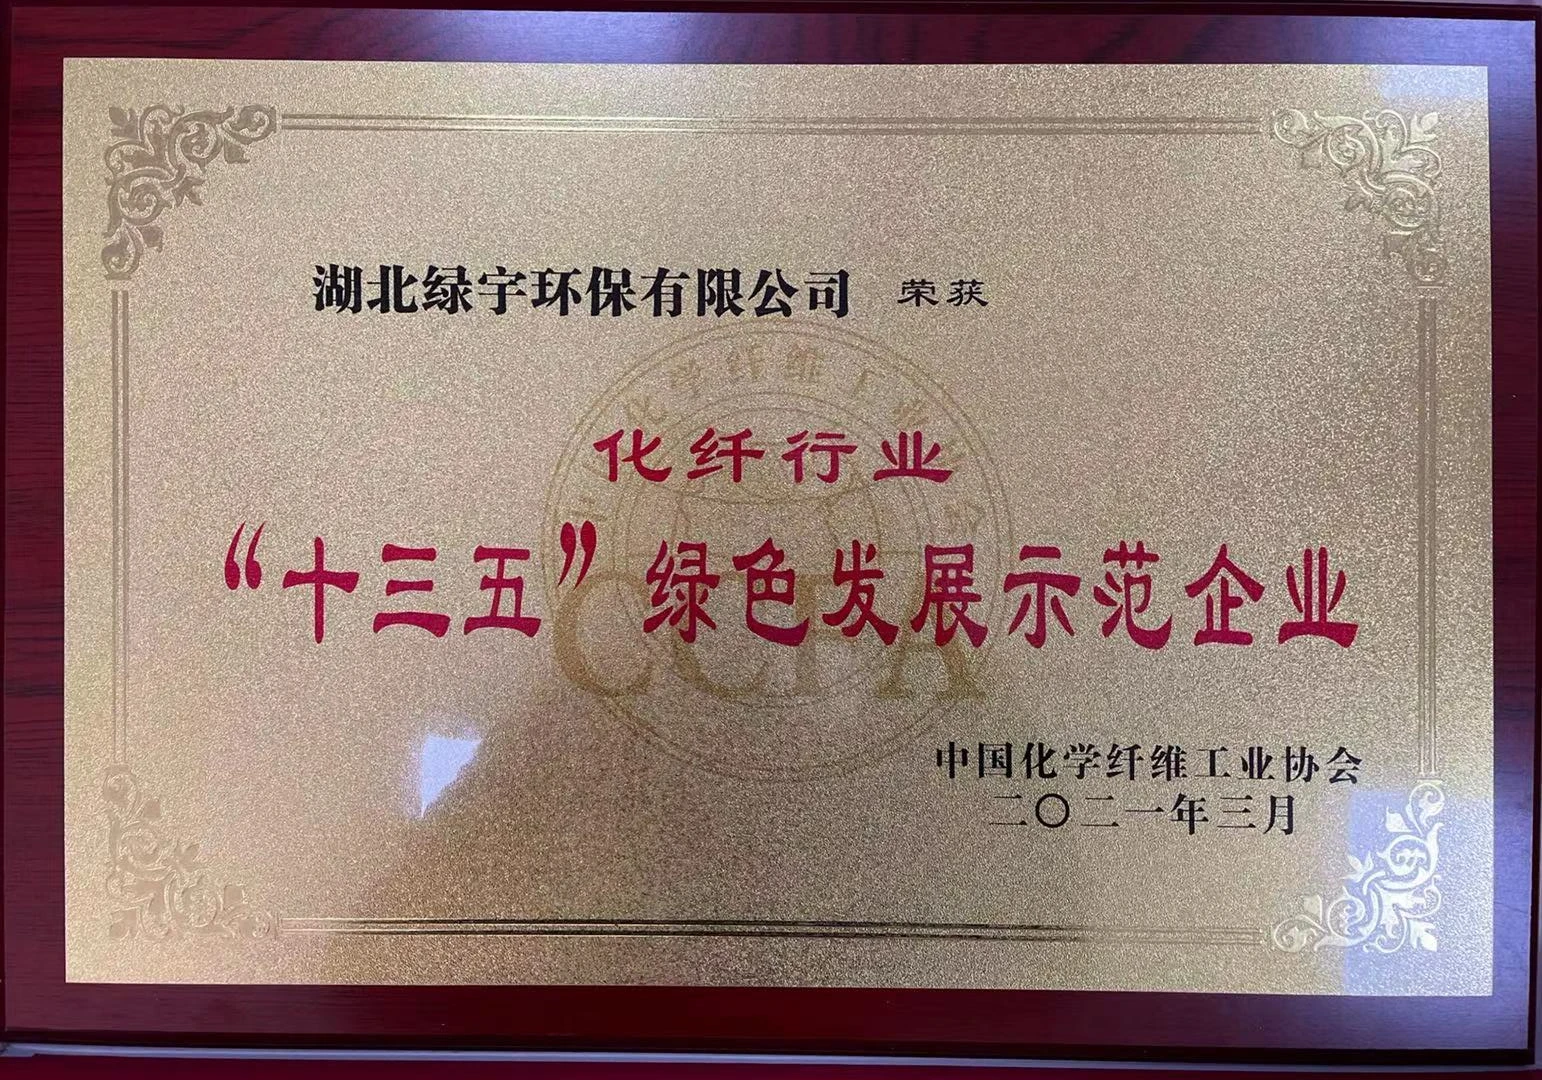 湖北绿宇环保有限公司 荣获
化纤行业
“十三五”绿色发展示范企业
CCFA
中国化学纤维工业协会
二〇二一年三月